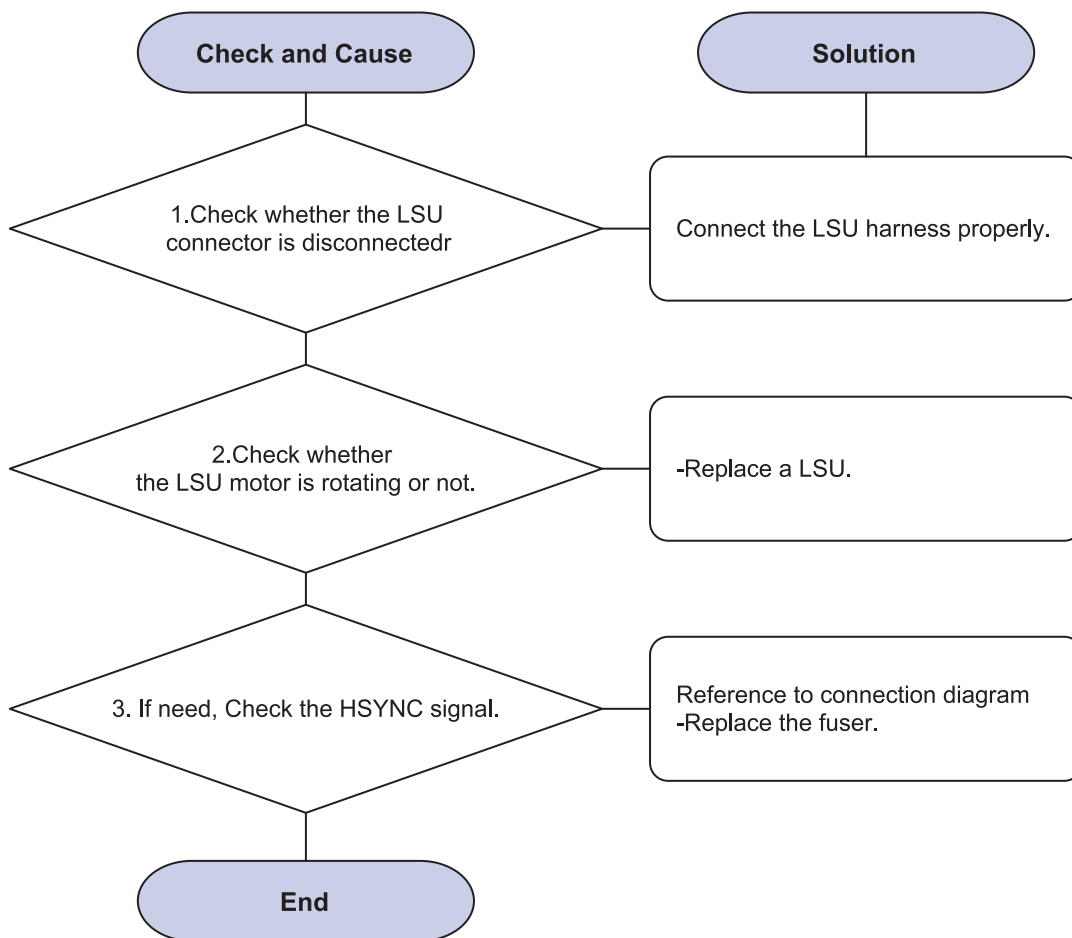 Check and Cause
Solution
1.Check whether the LSU
connector is disconnectedr
Connect the LSU harness properly.
2.Check whether
the LSU motor is rotating or not.
-Replace a LSU.
3. If need, Check the HSYNC signal.
Reference to connection diagram
-Replace the fuser.
End